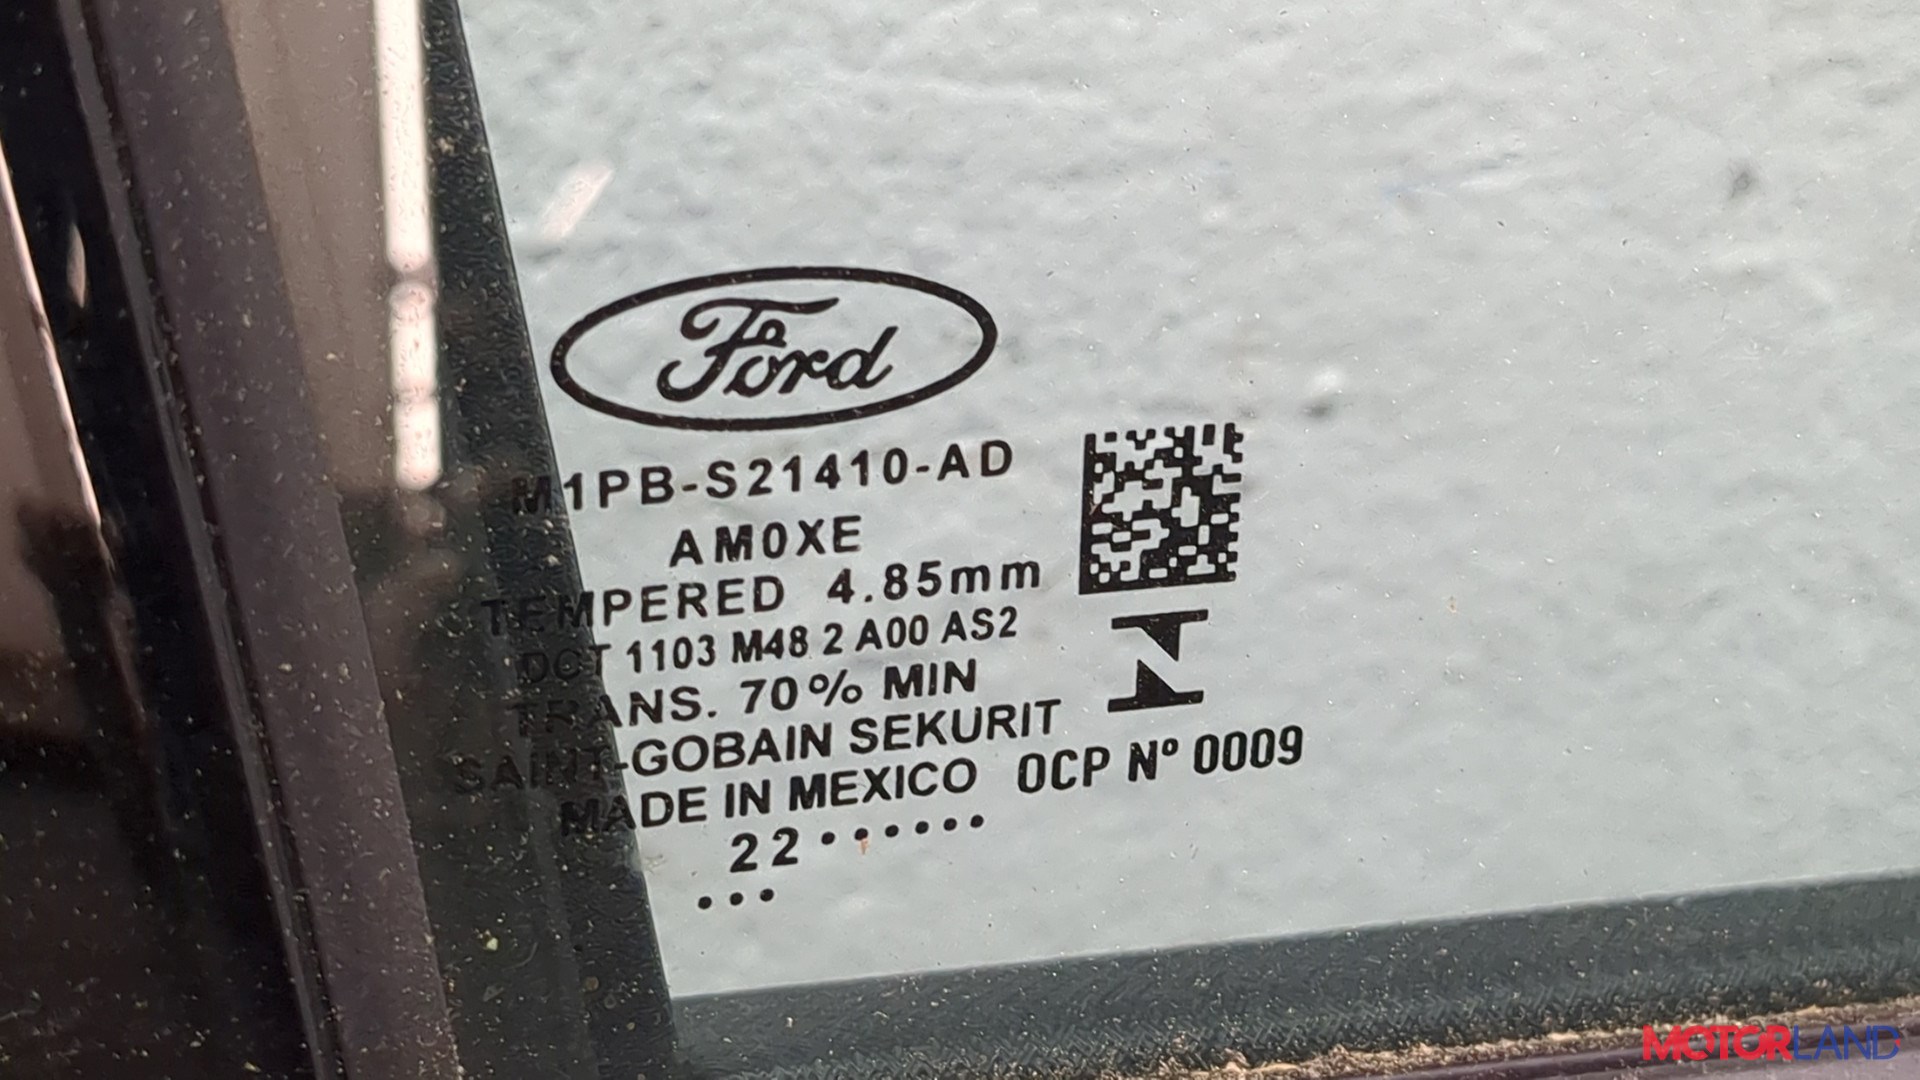 Ford
M1PB-S21410-AD
AM0XE
TEMPERED 4.85mm
DOT 1103 M48 2 A00 AS2
TRANS. 70% MIN
SAINT-GOBAIN SEKURIT
MADE IN MEXICO OCP Nº 0009
22 ••••••
•••
MOTORLAND